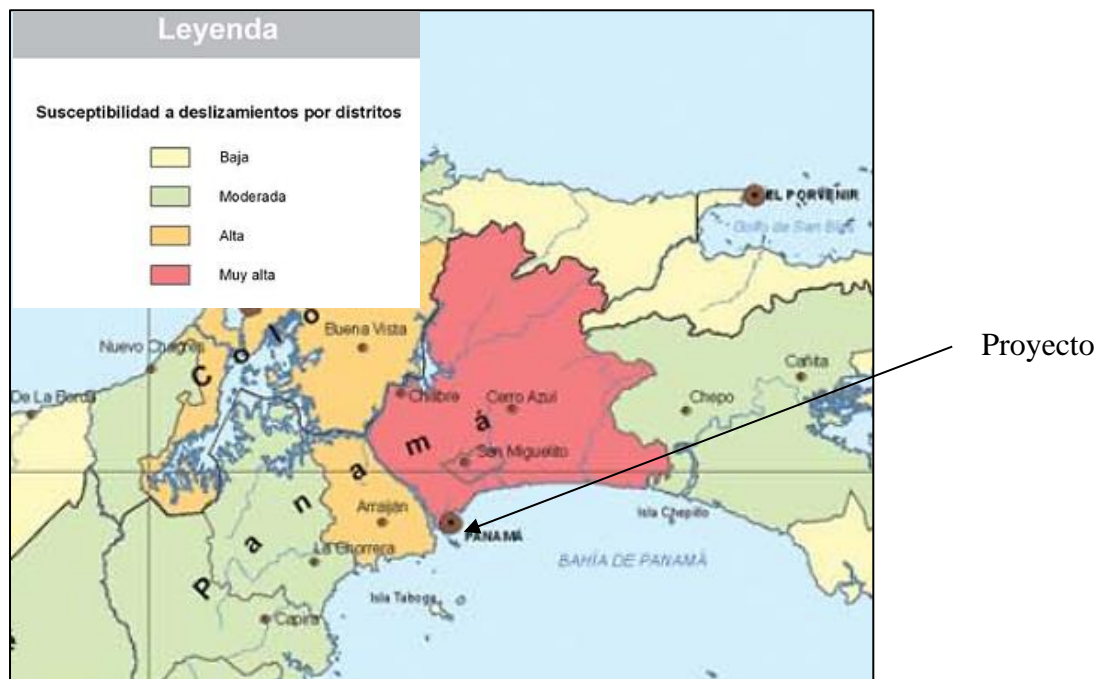 Leyenda
Susceptibilidad a deslizamientos por distritos
Baja
Moderada
Alta
Muy alta
EL PORVENIR
Golfo de San Blas
Colo
Buena Vista
Nuevo Chagres
Proyecto
Cañita
De La Borda
Chilibre
Cerro Azul
Chepo
Panamá
San Miguelito
Arraiján
Isla Chepillo
PANAMÁ
La Chorrera
BAHÍA DE PANAMÁ
Isla Taboga
Capira
e